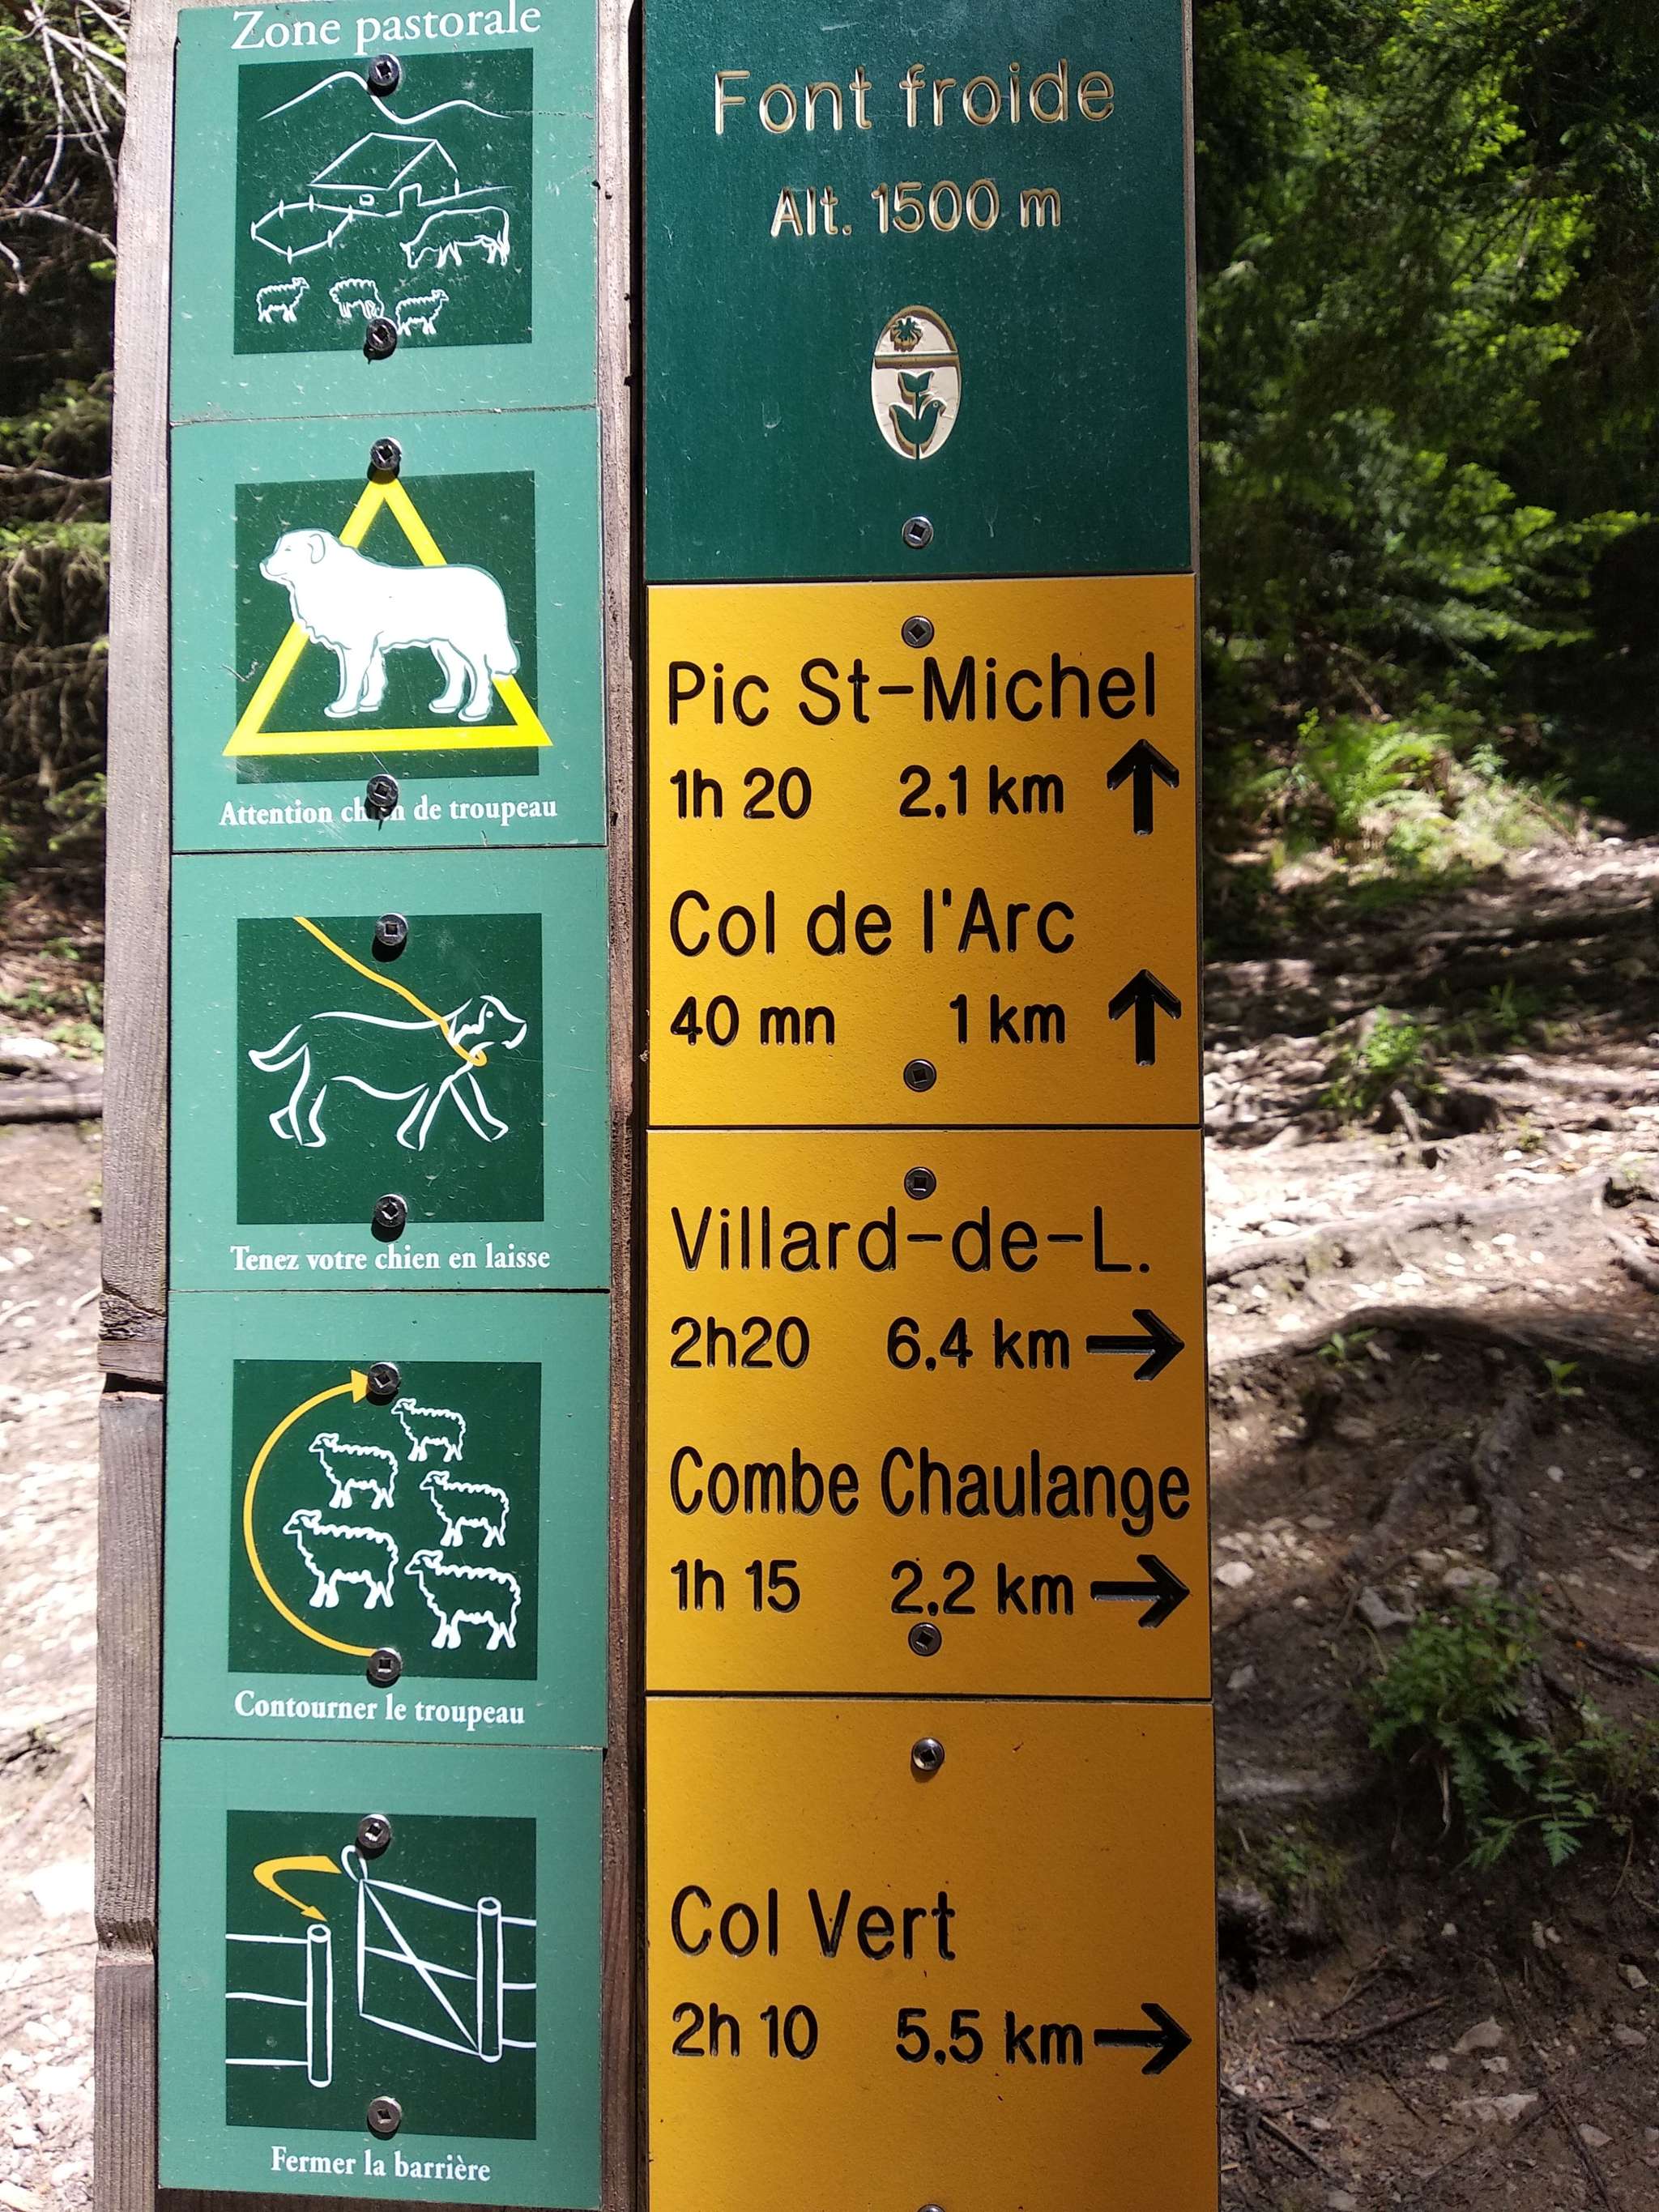 Zone pastorale
Attention chien de troupeau
Tenez votre chien en laisse
Contourner le troupeau
Fermer la barrière
Font froide
Alt. 1500 m
Pic St-Michel
1h 20 2.1 km ↑
Col de l'Arc
40 mn 1 km ↑
Villard-de-L.
2h20 6.4 km →
Combe Chaulange
1h 15 2.2 km →
Col Vert
2h 10 5.5 km →